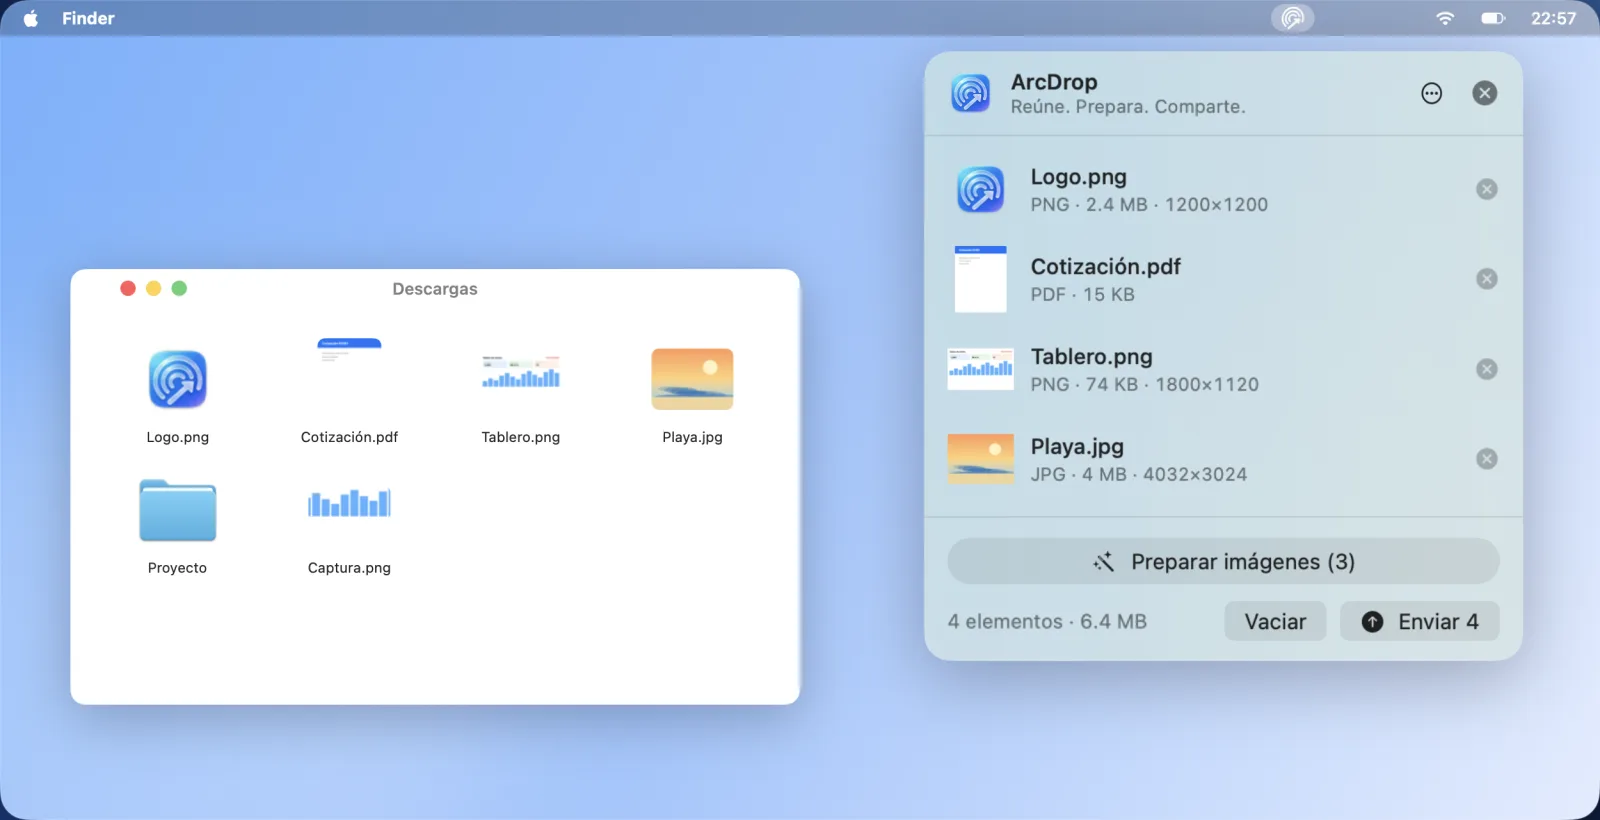 Finder
22:57
ArcDrop
Reúne. Prepara. Comparte.
Logo.png
PNG · 2.4 MB · 1200×1200
Cotización.pdf
PDF · 15 KB
Tablero.png
PNG · 74 KB · 1800×1120
Playa.jpg
JPG · 4 MB · 4032×3024
Preparar imágenes (3)
4 elementos · 6.4 MB
Vaciar
Enviar 4
Descargas
Logo.png
Cotización.pdf
Tablero.png
Playa.jpg
Proyecto
Captura.png